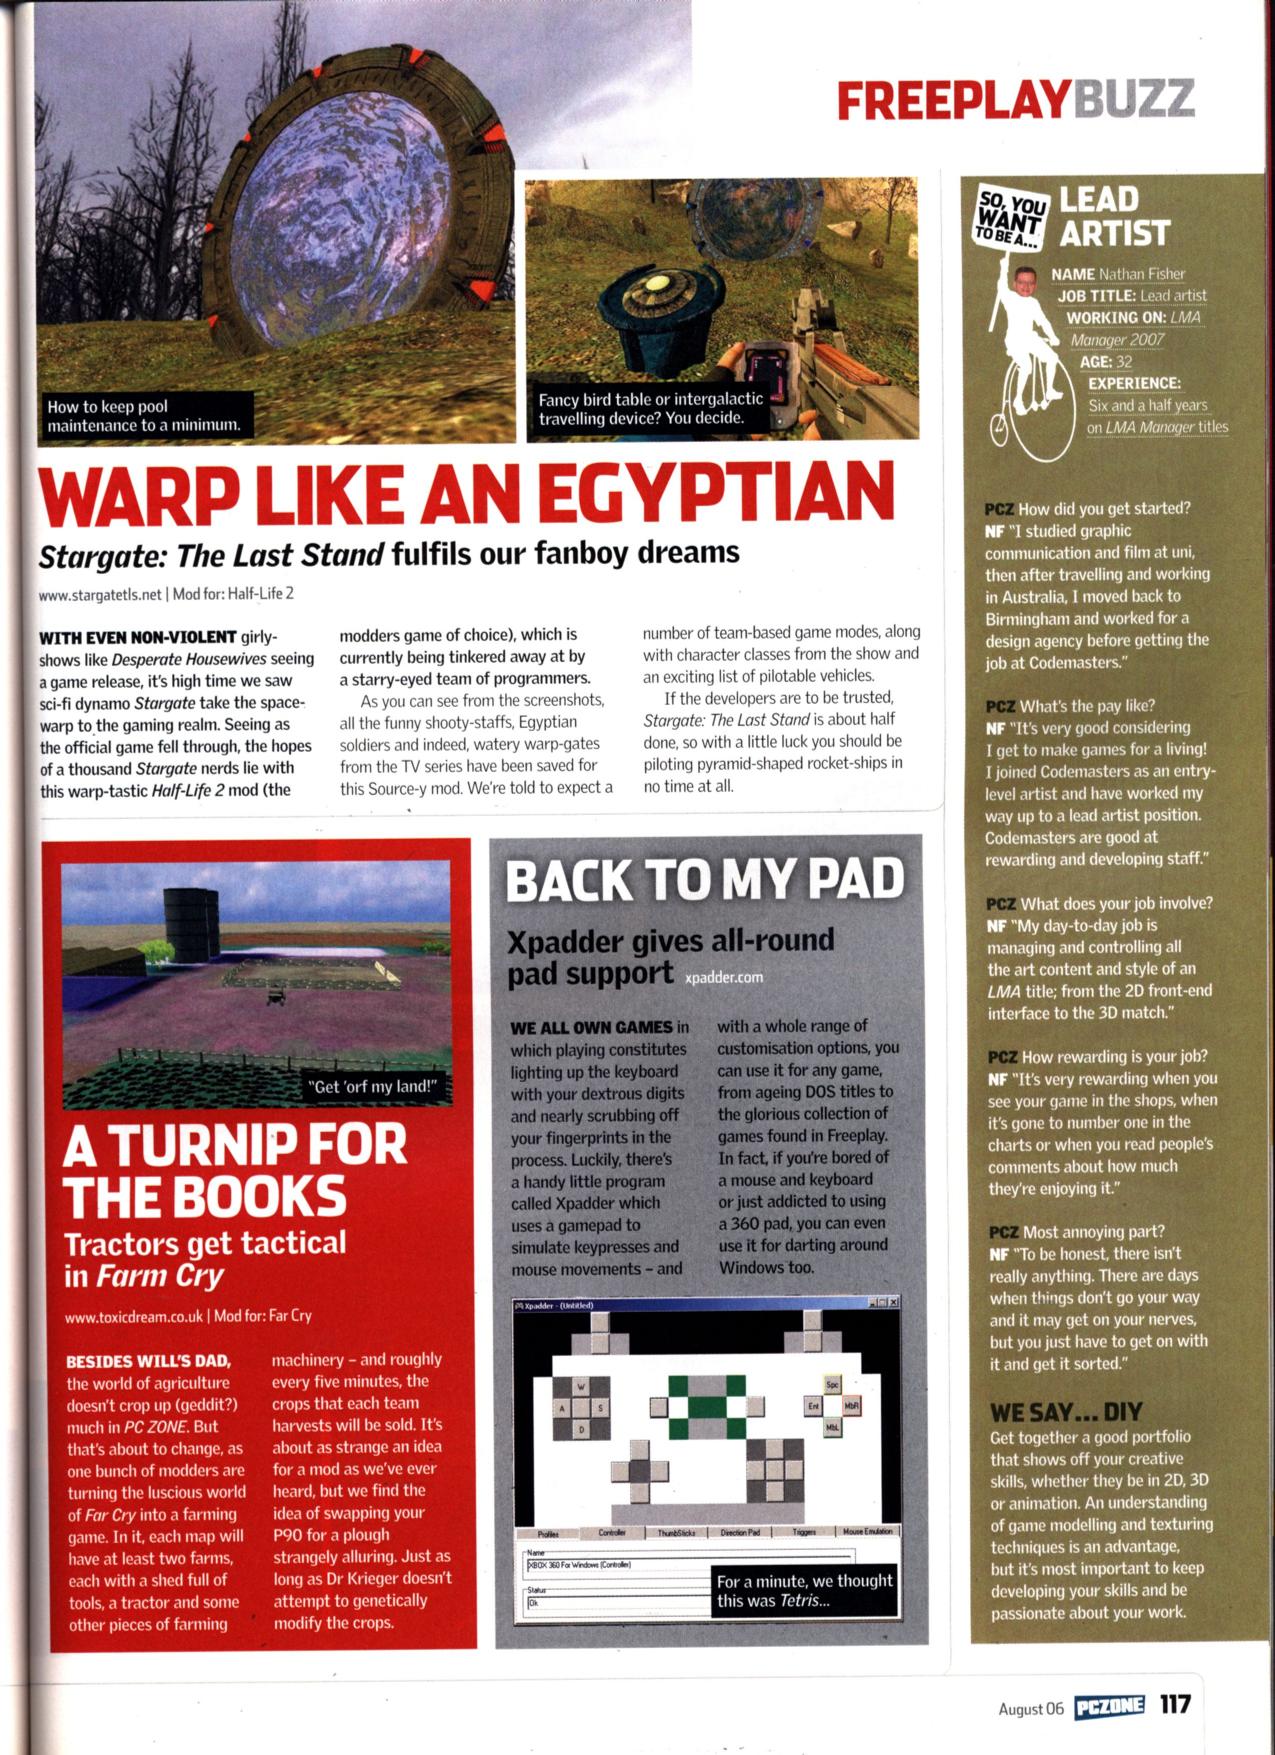 FREEPLAYBUZZ
How to keep pool
maintenance to a minimum.
Fancy bird table or intergalactic
travelling device? You decide.
WARP LIKE AN EGYPTIAN
Stargate: The Last Stand fulfils our fanboy dreams
www.stargatetls.net | Mod for: Half-Life 2
WITH EVEN NON-VIOLENT girly-
shows like Desperate Housewives seeing
a game release, it's high time we saw
sci-fi dynamo Stargate take the space-
warp to the gaming realm. Seeing as
the official game fell through, the hopes
of a thousand Stargate nerds lie with
this warp-tastic Half-Life 2 mod (the
modders game of choice), which is
currently being tinkered away at by
a starry-eyed team of programmers.
As you can see from the screenshots,
all the funny shooty-staffs, Egyptian
soldiers and indeed, watery warp-gates
from the TV series have been saved for
this Source-y mod. We're told to expect a
number of team-based game modes, along
with character classes from the show and
an exciting list of pilotable vehicles.
If the developers are to be trusted,
Stargate: The Last Stand is about half
done, so with a little luck you should be
piloting pyramid-shaped rocket-ships in
no time at all.
"Get 'orf my land!"
A TURNIP FOR
THE BOOKS
Tractors get tactical
in Farm Cry
www.toxicdream.co.uk | Mod for: Far Cry
BESIDES WILL'S DAD,
the world of agriculture
doesn't crop up (geddit?)
much in PC ZONE. But
that's about to change, as
one bunch of modders are
turning the luscious world
of Far Cry into a farming
game. In it, each map will
have at least two farms,
each with a shed full of
tools, a tractor and some
other pieces of farming
machinery – and roughly
every five minutes, the
crops that each team
harvests will be sold. It's
about as strange an idea
for a mod as we've ever
heard, but we find the
idea of swapping your
P90 for a plough
strangely alluring. Just as
long as Dr Krieger doesn't
attempt to genetically
modify the crops.
BACK TO MY PAD
Xpadder gives all-round
pad support xpadder.com
WE ALL OWN GAMES in
which playing constitutes
lighting up the keyboard
with your dextrous digits
and nearly scrubbing off
your fingerprints in the
process. Luckily, there's
a handy little program
called Xpadder which
uses a gamepad to
simulate keypresses and
mouse movements – and
with a whole range of
customisation options, you
can use it for any game,
from ageing DOS titles to
the glorious collection of
games found in Freeplay.
In fact, if you're bored of
a mouse and keyboard
or just addicted to using
a 360 pad, you can even
use it for darting around
Windows too.
Xpadder - (Untitled)
W
A S
D
Spc
Ent MbR
MbL
Profiles Controller ThumbSticks Direction Pad Triggers Mouse Emulation
Name
XBOX 360 For Windows (Controller)
Status
Ok
For a minute, we thought
this was Tetris...
SO, YOU
WANT
TO BE A...
LEAD
ARTIST
NAME Nathan Fisher
JOB TITLE: Lead artist
WORKING ON: LMA
Manager 2007
AGE: 32
EXPERIENCE:
Six and a half years
on LMA Manager titles
PCZ How did you get started?
NF "I studied graphic
communication and film at uni,
then after travelling and working
in Australia, I moved back to
Birmingham and worked for a
design agency before getting the
job at Codemasters."
PCZ What's the pay like?
NF "It's very good considering
I get to make games for a living!
I joined Codemasters as an entry-
level artist and have worked my
way up to a lead artist position.
Codemasters are good at
rewarding and developing staff."
PCZ What does your job involve?
NF "My day-to-day job is
managing and controlling all
the art content and style of an
LMA title; from the 2D front-end
interface to the 3D match."
PCZ How rewarding is your job?
NF "It's very rewarding when you
see your game in the shops, when
it's gone to number one in the
charts or when you read people's
comments about how much
they're enjoying it."
PCZ Most annoying part?
NF "To be honest, there isn't
really anything. There are days
when things don't go your way
and it may get on your nerves,
but you just have to get on with
it and get it sorted."
WE SAY... DIY
Get together a good portfolio
that shows off your creative
skills, whether they be in 2D, 3D
or animation. An understanding
of game modelling and texturing
techniques is an advantage,
but it's most important to keep
developing your skills and be
passionate about your work.
August 06 PCZONE 117